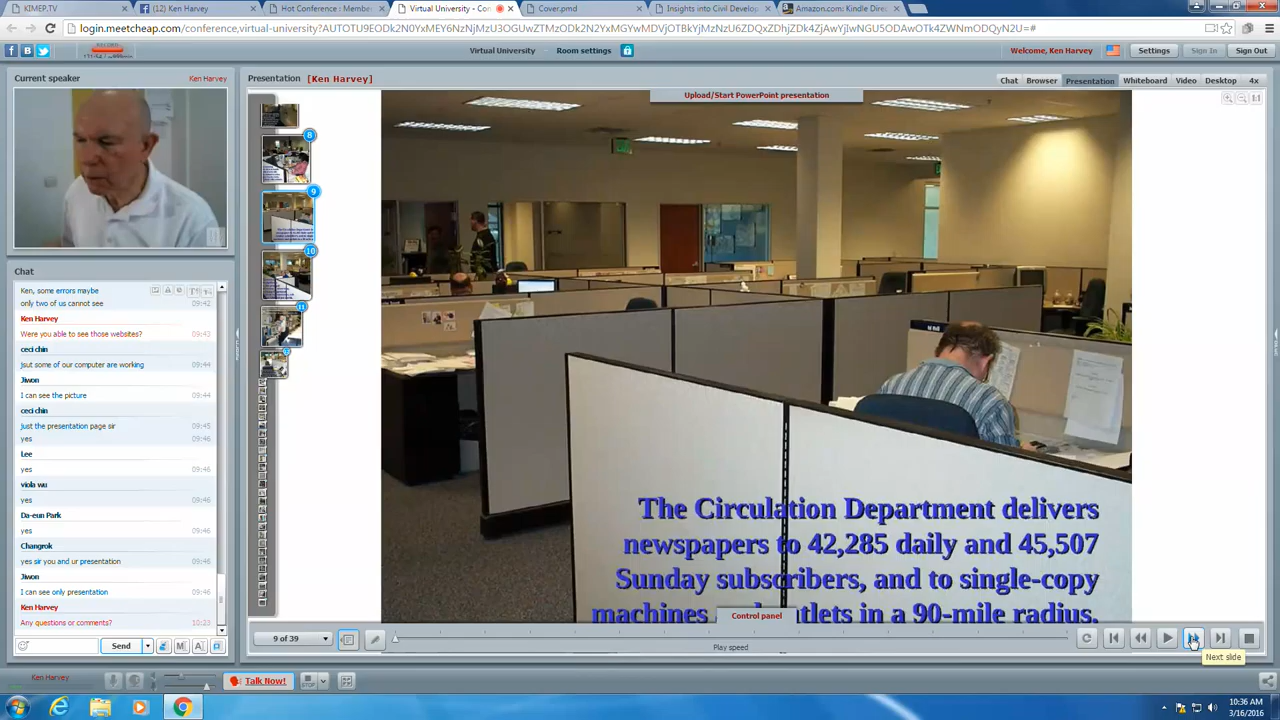 KIMEP.TV
(12) Ken Harvey
Hot Conference : Membe
Virtual University - Co
Cover.pmd
Insights into Civil Develop
Amazon.com: Kindle Dire
login.meetcheap.com/conference,virtual-university?AUTOTU9EODk2N0YxMEY6NzNjMzU3OGUwZTMzODk2N2EKMGYwMDVmMTgwNDFkYjMzNzU6ZDQxZDhjZDk4ZjAwYjIwNGU5ODAwOTk4ZWNmODQyN2U=#
RECORD
Virtual University
Room settings
Welcome, Ken Harvey
Settings
Sign In
Sign Out
Current speaker
Ken Harvey
Presentation [Ken Harvey]
Chat
Browser
Presentation
Whiteboard
Video
Desktop
4x
Upload/Start PowerPoint presentation
8
9
10
11
Chat
Ken, some errors maybe
only two of us cannot see 09:42
Ken Harvey
Were you able to see those websites? 09:43
ceci chin
jsut some of our computer are working 09:44
Jiwon
I can see the picture 09:44
ceci chin
just the presentation page sir 09:45
yes 09:46
Lee
yes 09:46
viola wu
yes 09:46
Da-eun Park
yes 09:46
Changrok
yes sir you and ur presentation 09:46
Jiwon
I can see only presentation 09:46
Ken Harvey
Any questions or comments? 10:23
Send
The Circulation Department delivers
newspapers to 42,285 daily and 45,507
Sunday subscribers, and to single-copy
machines outlets in a 90-mile radius.
Control panel
9 of 39
Play speed
Next slide
Ken Harvey
Talk Now!
STOP
10:36 AM
3/16/2016